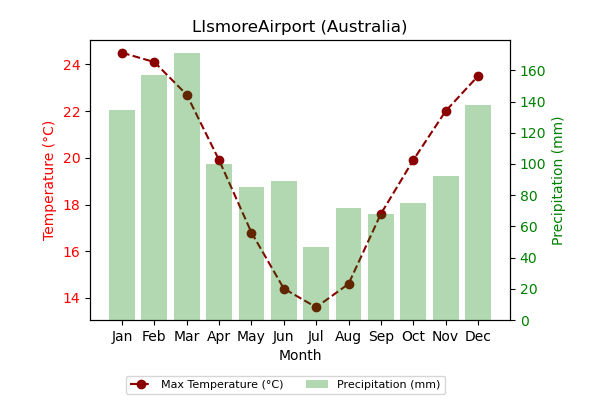 LIsmoreAirport (Australia)
Temperature (°C)
24
22
20
18
16
14
Precipitation (mm)
160
140
120
100
80
60
40
20
0
Jan Feb Mar Apr May Jun Jul Aug Sep Oct Nov Dec
Month
Max Temperature (°C) Precipitation (mm)